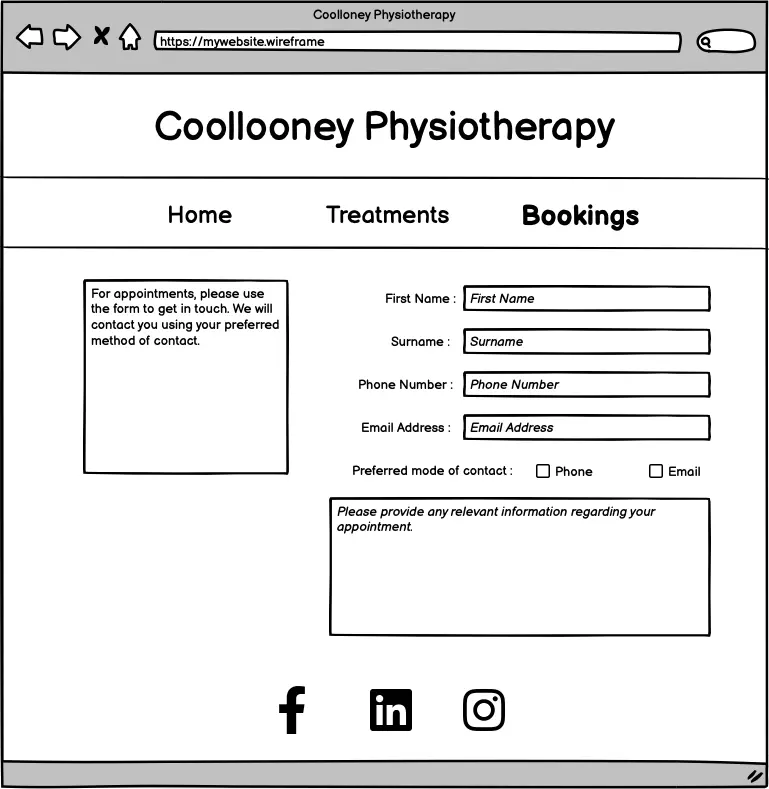 Coolloney Physiotherapy
https://mywebsite.wireframe
Coollooney Physiotherapy
Home Treatments Bookings
For appointments, please use
the form to get in touch. We will
contact you using your preferred
method of contact.
First Name : First Name
Surname : Surname
Phone Number : Phone Number
Email Address : Email Address
Preferred mode of contact : Phone Email
Please provide any relevant information regarding your
appointment.
f in